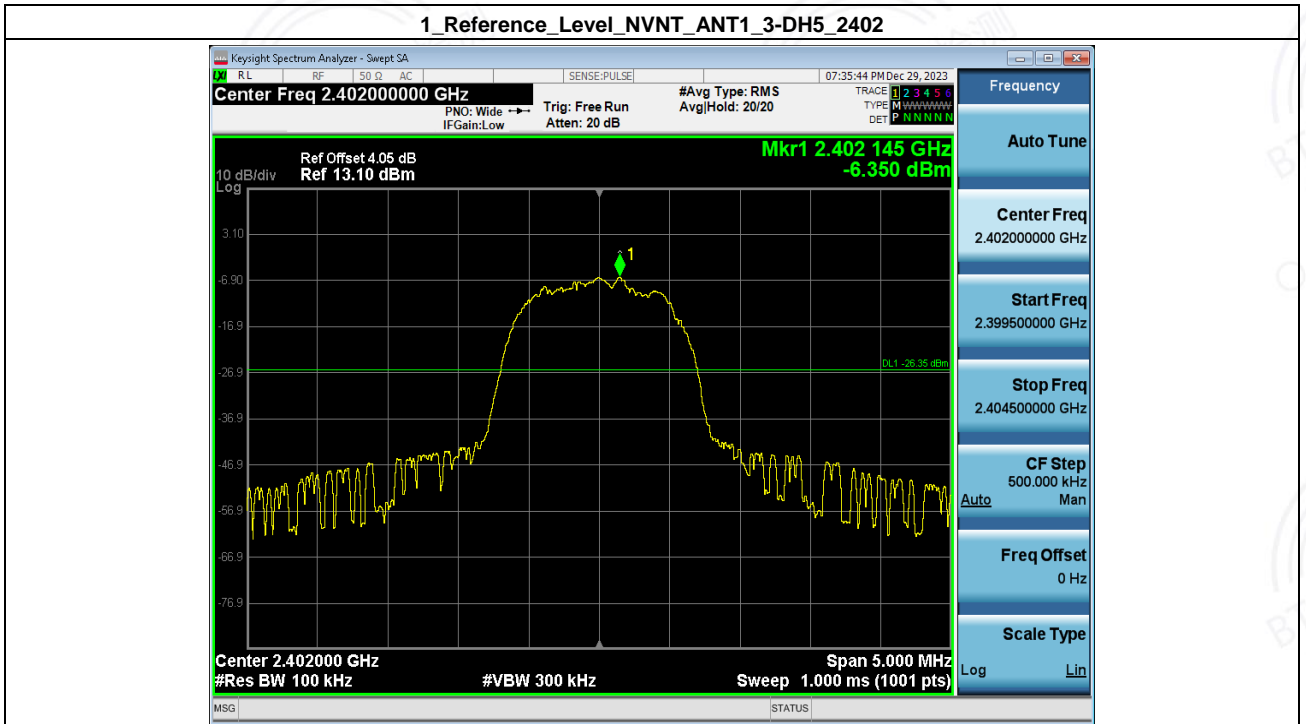 1_Reference_Level_NVNT_ANT1_3-DH5_2402
Keysight Spectrum Analyzer - Swept SA
LXI RL RF 50 Ω AC SENSE:PULSE 07:35:44 PM Dec 29, 2023
Center Freq 2.402000000 GHz
PNO: Wide
IFGain:Low
Trig: Free Run
Atten: 20 dB
#Avg Type: RMS
Avg|Hold: 20/20
TRACE 1 2 3 4 5 6
TYPE M WWWWW
DET P N N N N N
Ref Offset 4.05 dB
Ref 13.10 dBm
10 dB/div
Log
Mkr1 2.402 145 GHz
-6.350 dBm
3.10
-6.90
-16.9
-26.9
-36.9
-46.9
-56.9
-66.9
-76.9
1
DL1 -26.35 dBm
Center 2.402000 GHz
#Res BW 100 kHz
#VBW 300 kHz
Span 5.000 MHz
Sweep 1.000 ms (1001 pts)
MSG
STATUS
Frequency
Auto Tune
Center Freq
2.402000000 GHz
Start Freq
2.399500000 GHz
Stop Freq
2.404500000 GHz
CF Step
500.000 kHz
Auto Man
Freq Offset
0 Hz
Scale Type
Log Lin